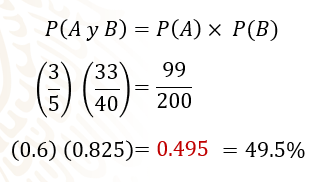 P(A y B) = P(A) × P(B)
(3/5) (33/40) = 99/200
(0.6) (0.825)= 0.495 = 49.5%